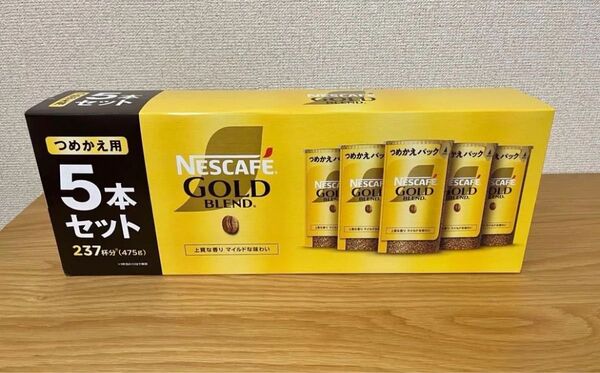 5本
セット
つめかえ用
5本
セット
237杯分*(475g)
NESCAFÉ
GOLD
BLEND
NESCAFÉ®
GOLD
BLEND®
上質な香り マイルドな味わい
つめかえパック
つめかえパック
つめかえパック
つめかえパック
つめかえパック
NESCAFÉ
GOLD
BLEND